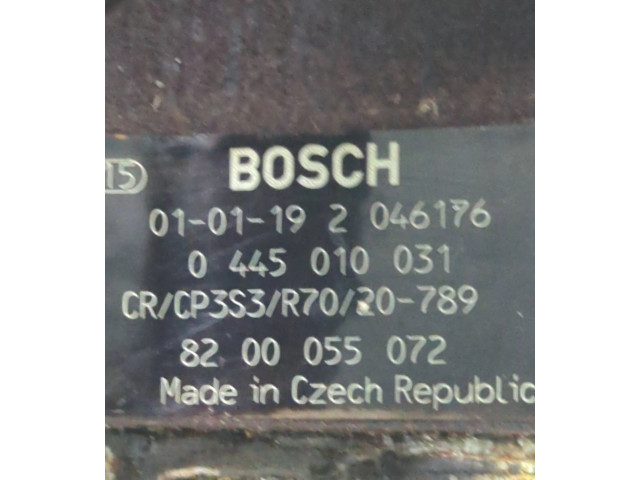 15 BOSCH
01-01-19 2 046176
0 445 010 031
CR/CP3S3/R70/20-789
82 00 055 072
Made in Czech Republic